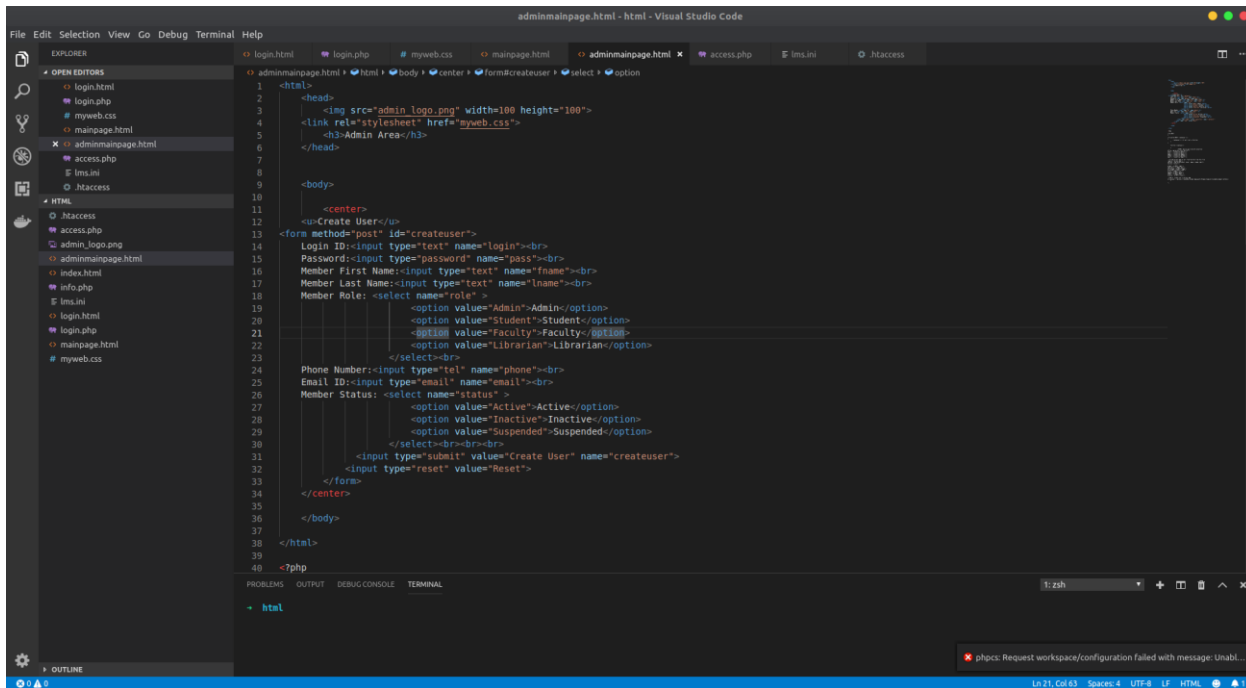 adminmainpage.html - html - Visual Studio Code
File Edit Selection View Go Debug Terminal Help
EXPLORER
login.html login.php # myweb.css mainpage.html adminmainpage.html × access.php lms.ini .htaccess
OPEN EDITORS
login.html
login.php
# myweb.css
mainpage.html
X adminmainpage.html
access.php
lms.ini
.htaccess
HTML
.htaccess
access.php
admin_logo.png
adminmainpage.html
index.html
info.php
lms.ini
login.html
login.php
mainpage.html
# myweb.css
OUTLINE
adminmainpage.html html body center form#createuser select option
1 <html>
2 <head>
3 <img src="admin_logo.png" width=100 height="100">
4 <link rel="stylesheet" href="myweb.css">
5 <h3>Admin Area</h3>
6 </head>
7
8
9 <body>
10
11 <center>
12 <u>Create User</u>
13 <form method="post" id="createuser">
14 Login ID:<input type="text" name="login"><br>
15 Password:<input type="password" name="pass"><br>
16 Member First Name:<input type="text" name="fname"><br>
17 Member Last Name:<input type="text" name="lname"><br>
18 Member Role: <select name="role" >
19 <option value="Admin">Admin</option>
20 <option value="Student">Student</option>
21 <option value="Faculty">Faculty</option>
22 <option value="Librarian">Librarian</option>
23 </select><br>
24 Phone Number:<input type="tel" name="phone"><br>
25 Email ID:<input type="email" name="email"><br>
26 Member Status: <select name="status" >
27 <option value="Active">Active</option>
28 <option value="Inactive">Inactive</option>
29 <option value="Suspended">Suspended</option>
30 </select><br><br><br>
31 <input type="submit" value="Create User" name="createuser">
32 <input type="reset" value="Reset">
33 </form>
34 </center>
35
36 </body>
37
38 </html>
39
40 <?php
PROBLEMS OUTPUT DEBUG CONSOLE TERMINAL 1: zsh
→ html
phpcs: Request workspace/configuration failed with message: Unabl...
0 0 Ln 21, Col 63 Spaces: 4 UTF-8 LF HTML 1